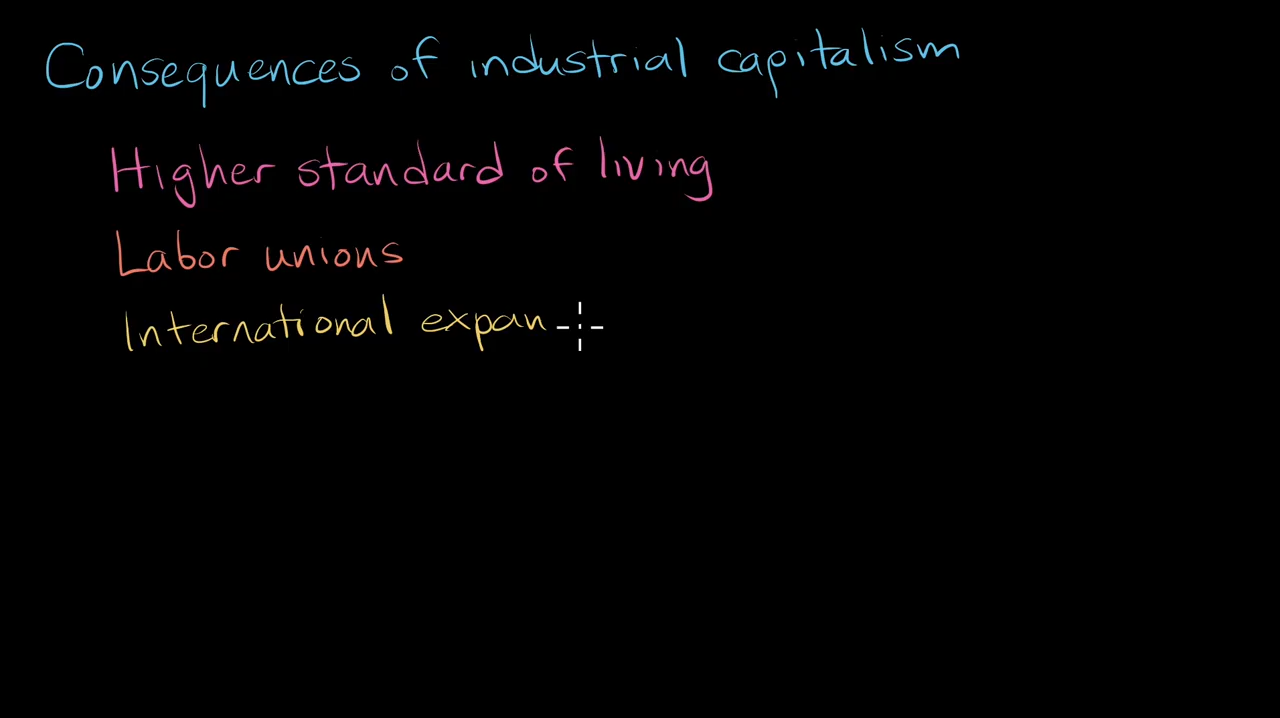 Consequences of industrial capitalism
Higher standard of living
Labor unions
International expan